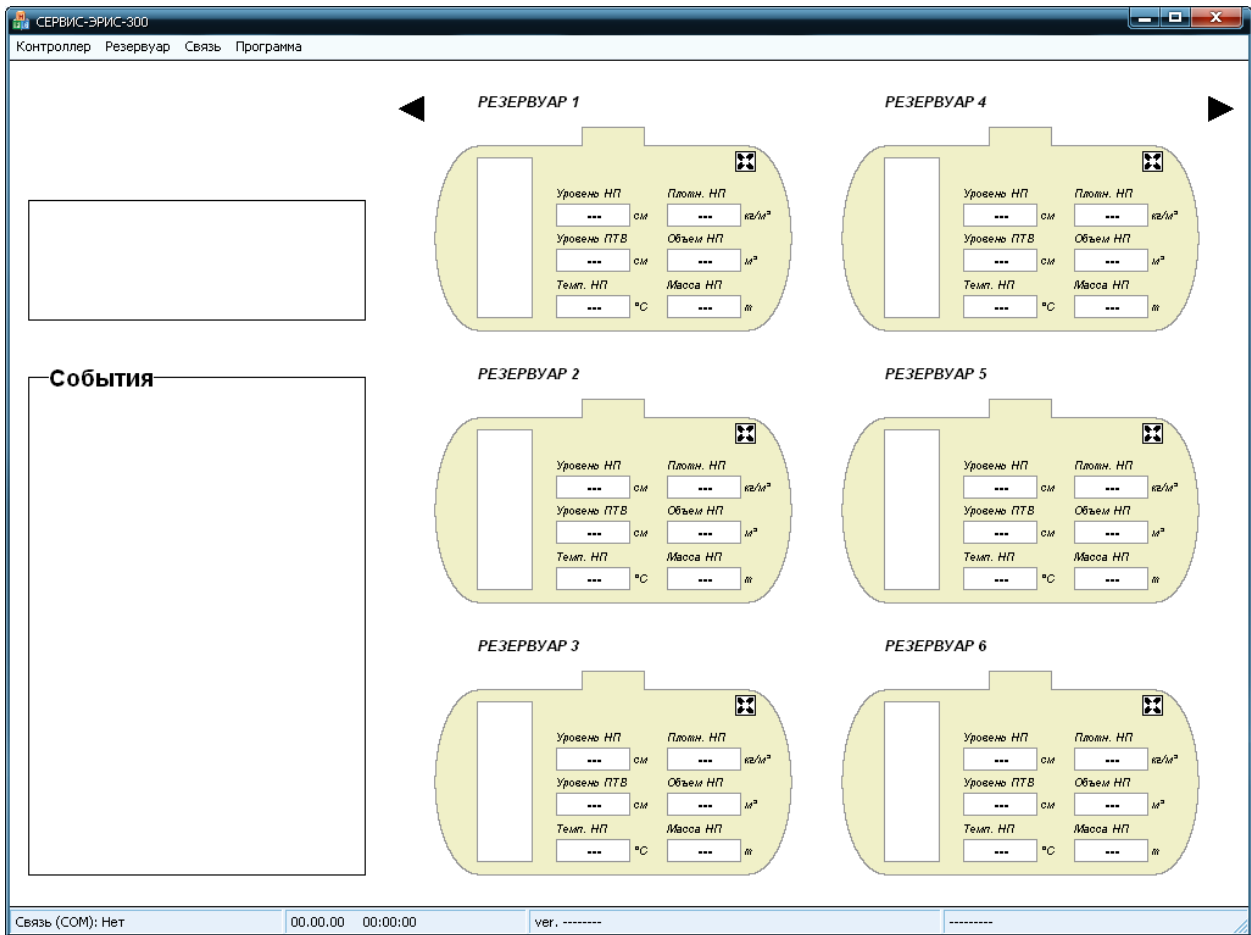 СЕРВИС-ЭРИС-300
Контроллер Резервуар Связь Программа
РЕЗЕРВУАР 1
Уровень НП Плотн. НП
--- см --- кг/м³
Уровень ПТВ Объем НП
--- см --- м³
Темп. НП Масса НП
--- °C --- т
РЕЗЕРВУАР 4
Уровень НП Плотн. НП
--- см --- кг/м³
Уровень ПТВ Объем НП
--- см --- м³
Темп. НП Масса НП
--- °C --- т
События
РЕЗЕРВУАР 2
Уровень НП Плотн. НП
--- см --- кг/м³
Уровень ПТВ Объем НП
--- см --- м³
Темп. НП Масса НП
--- °C --- т
РЕЗЕРВУАР 5
Уровень НП Плотн. НП
--- см --- кг/м³
Уровень ПТВ Объем НП
--- см --- м³
Темп. НП Масса НП
--- °C --- т
РЕЗЕРВУАР 3
Уровень НП Плотн. НП
--- см --- кг/м³
Уровень ПТВ Объем НП
--- см --- м³
Темп. НП Масса НП
--- °C --- т
РЕЗЕРВУАР 6
Уровень НП Плотн. НП
--- см --- кг/м³
Уровень ПТВ Объем НП
--- см --- м³
Темп. НП Масса НП
--- °C --- т
Связь (COM): Нет 00.00.00 00:00:00 ver. -------- ---------